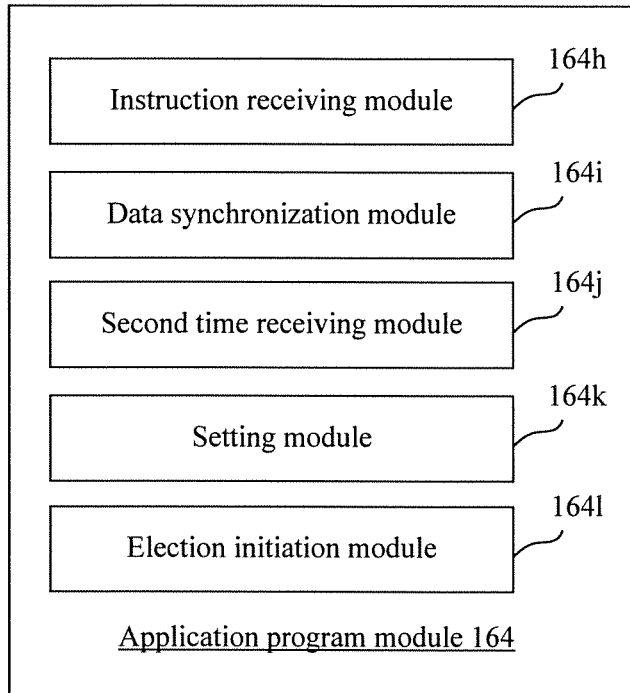 164h
Instruction receiving module
164i
Data synchronization module
164j
Second time receiving module
164k
Setting module
164l
Election initiation module
Application program module 164